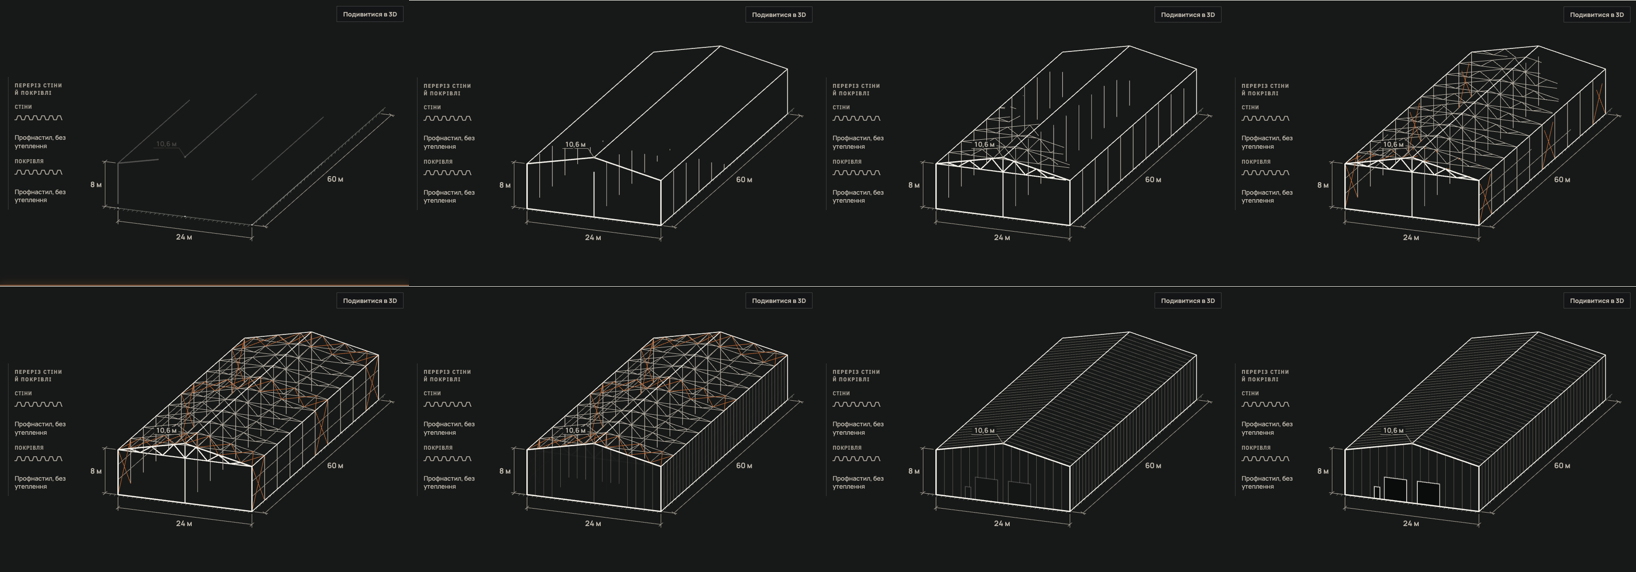 Подивитися в 3D
ПЕРЕРІЗ СТІНИ
Й ПОКРІВЛІ
СТІНИ
Профнастил, без
утеплення
ПОКРІВЛЯ
Профнастил, без
утеплення
10,6 м
8 м
60 м
24 м
Подивитися в 3D
ПЕРЕРІЗ СТІНИ
Й ПОКРІВЛІ
СТІНИ
Профнастил, без
утеплення
ПОКРІВЛЯ
Профнастил, без
утеплення
10,6 м
8 м
60 м
24 м
Подивитися в 3D
ПЕРЕРІЗ СТІНИ
Й ПОКРІВЛІ
СТІНИ
Профнастил, без
утеплення
ПОКРІВЛЯ
Профнастил, без
утеплення
10,6 м
8 м
60 м
24 м
Подивитися в 3D
ПЕРЕРІЗ СТІНИ
Й ПОКРІВЛІ
СТІНИ
Профнастил, без
утеплення
ПОКРІВЛЯ
Профнастил, без
утеплення
10,6 м
8 м
60 м
24 м
Подивитися в 3D
ПЕРЕРІЗ СТІНИ
Й ПОКРІВЛІ
СТІНИ
Профнастил, без
утеплення
ПОКРІВЛЯ
Профнастил, без
утеплення
10,6 м
8 м
60 м
24 м
Подивитися в 3D
ПЕРЕРІЗ СТІНИ
Й ПОКРІВЛІ
СТІНИ
Профнастил, без
утеплення
ПОКРІВЛЯ
Профнастил, без
утеплення
10,6 м
8 м
60 м
24 м
Подивитися в 3D
ПЕРЕРІЗ СТІНИ
Й ПОКРІВЛІ
СТІНИ
Профнастил, без
утеплення
ПОКРІВЛЯ
Профнастил, без
утеплення
10,6 м
8 м
60 м
24 м
Подивитися в 3D
ПЕРЕРІЗ СТІНИ
Й ПОКРІВЛІ
СТІНИ
Профнастил, без
утеплення
ПОКРІВЛЯ
Профнастил, без
утеплення
10,6 м
8 м
60 м
24 м